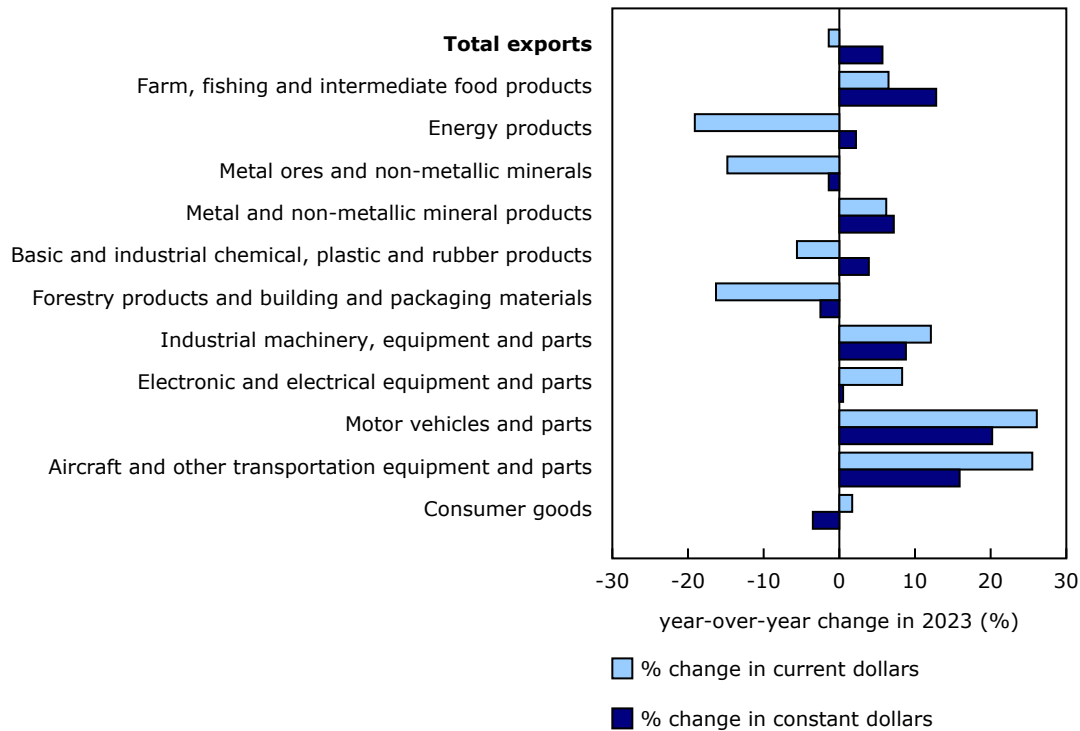 Total exports
Farm, fishing and intermediate food products
Energy products
Metal ores and non-metallic minerals
Metal and non-metallic mineral products
Basic and industrial chemical, plastic and rubber products
Forestry products and building and packaging materials
Industrial machinery, equipment and parts
Electronic and electrical equipment and parts
Motor vehicles and parts
Aircraft and other transportation equipment and parts
Consumer goods
-30 -20 -10 0 10 20 30
year-over-year change in 2023 (%)
% change in current dollars
% change in constant dollars